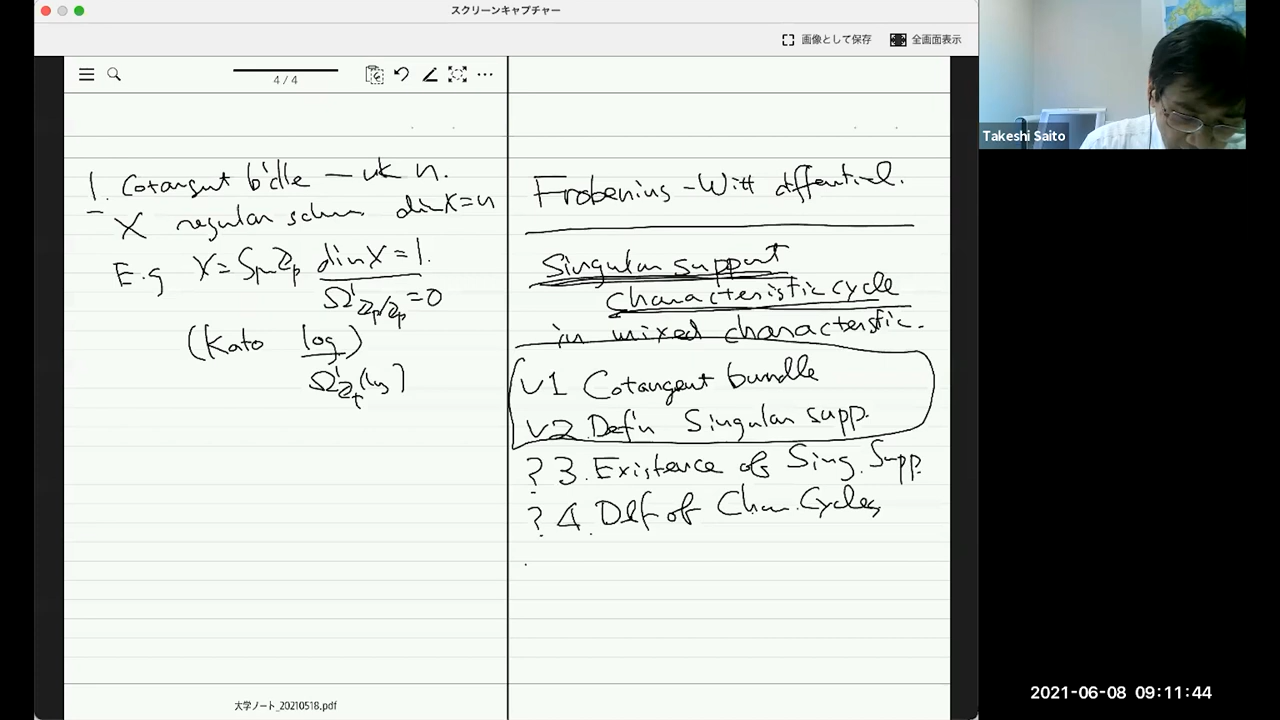 スクリーンキャプチャー
画像として保存 全画面表示
4 / 4
1. Cotangent b'dle — rk n.
X regular schem dim X = n
E.g X = Spec Zp dim X = 1.
Ω¹Zp/Zp = 0
(Kato log)
Ω¹Zp(log)
Frobenius - Witt differential.
Singular support
Characteristic cycle
in mixed characteristic.
√1 Cotangent bundle
√2. Def'n Singular supp.
? 3. Existence of Sing. Supp.
? 4. Def of Char. Cycles
大学ノート_20210518.pdf
Takeshi Saito
2021-06-08 09:11:44